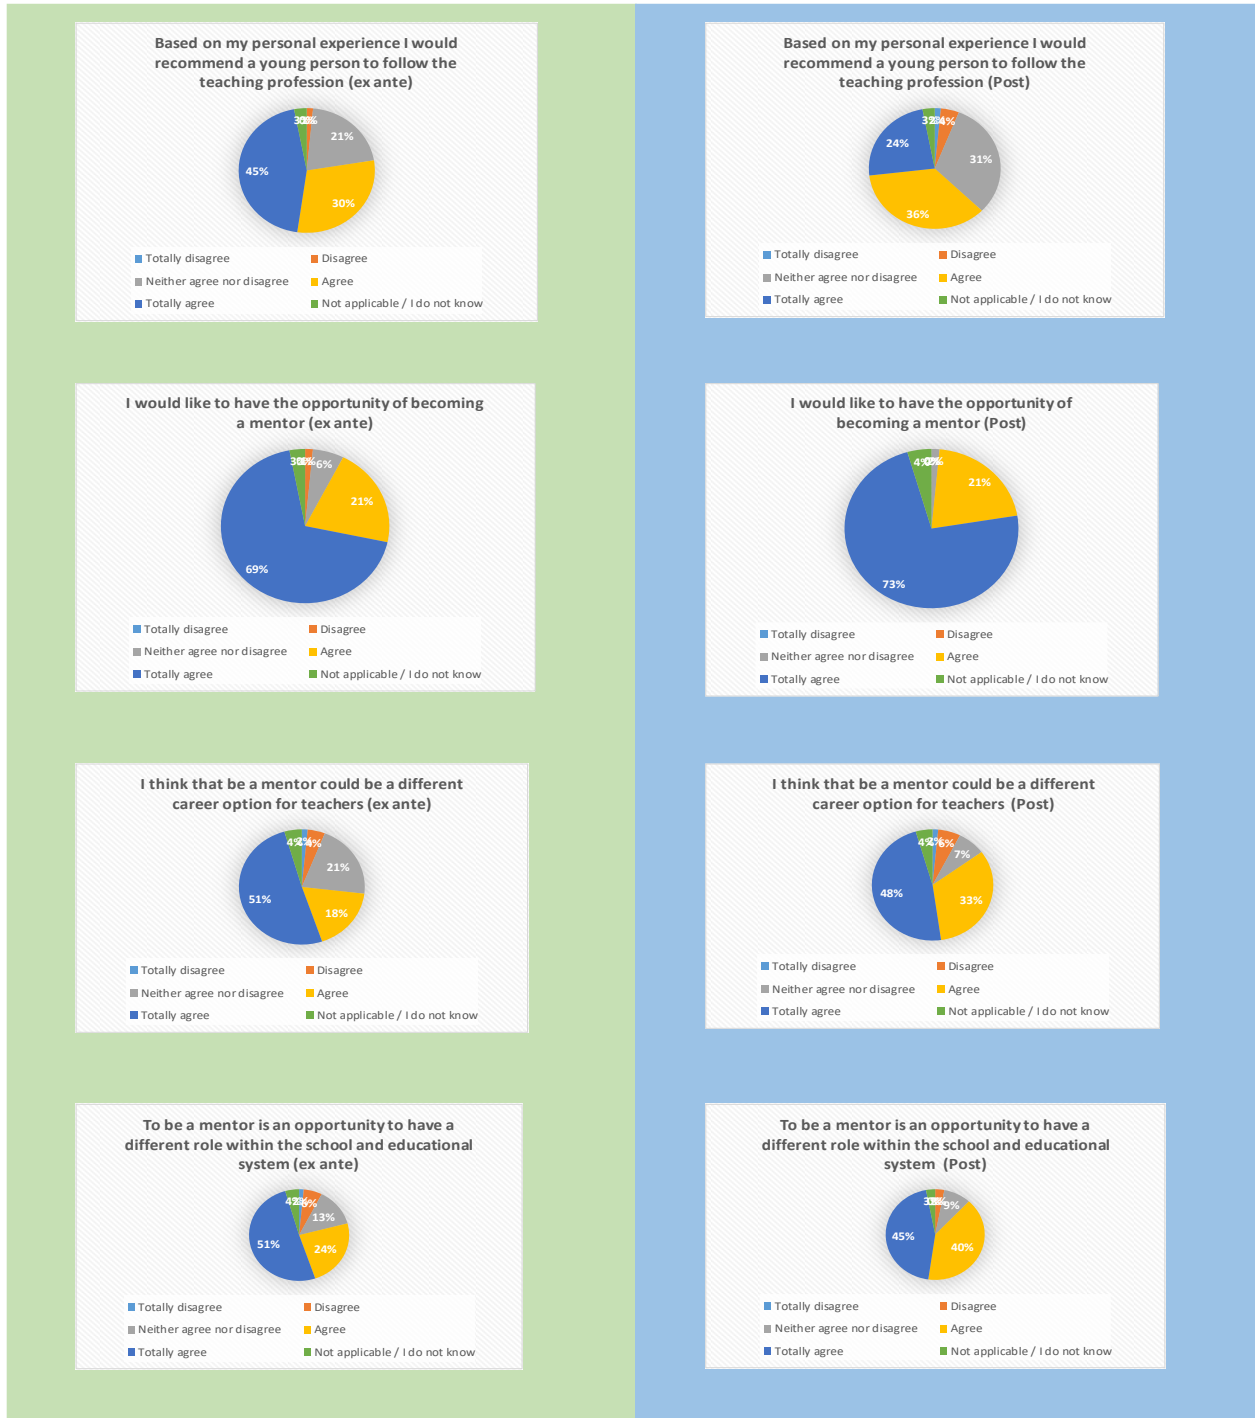 Based on my personal experience I would
recommend a young person to follow the
teaching profession (ex ante)
21%
45%
30%
Totally disagree
Disagree
Neither agree nor disagree
Agree
Totally agree
Not applicable / I do not know
Based on my personal experience I would
recommend a young person to follow the
teaching profession (Post)
3%
4%
24%
31%
36%
Totally disagree
Disagree
Neither agree nor disagree
Agree
Totally agree
Not applicable / I do not know
I would like to have the opportunity of becoming
a mentor (ex ante)
6%
21%
69%
Totally disagree
Disagree
Neither agree nor disagree
Agree
Totally agree
Not applicable / I do not know
I would like to have the opportunity of
becoming a mentor (Post)
4%
21%
73%
Totally disagree
Disagree
Neither agree nor disagree
Agree
Totally agree
Not applicable / I do not know
I think that be a mentor could be a different
career option for teachers (ex ante)
4%
21%
51%
18%
Totally disagree
Disagree
Neither agree nor disagree
Agree
Totally agree
Not applicable / I do not know
I think that be a mentor could be a different
career option for teachers (Post)
4%
7%
48%
33%
Totally disagree
Disagree
Neither agree nor disagree
Agree
Totally agree
Not applicable / I do not know
To be a mentor is an opportunity to have a
different role within the school and educational
system (ex ante)
13%
51%
24%
Totally disagree
Disagree
Neither agree nor disagree
Agree
Totally agree
Not applicable / I do not know
To be a mentor is an opportunity to have a
different role within the school and educational
system (Post)
9%
45%
40%
Totally disagree
Disagree
Neither agree nor disagree
Agree
Totally agree
Not applicable / I do not know